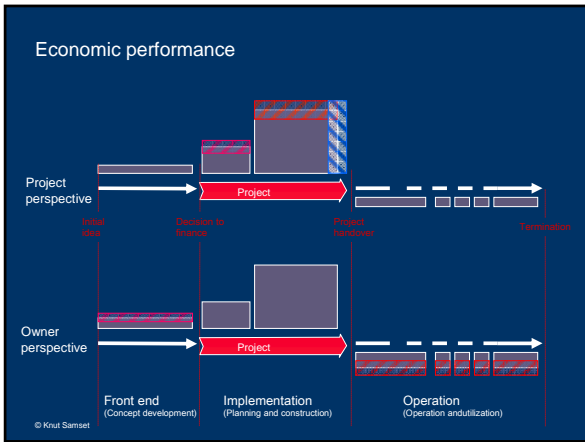 Economic performance
Project
perspective
Project
Initial
idea
Decision to
finance
Project
handover
Termination
Owner
perspective
Project
Front end
(Concept development)
Implementation
(Planning and construction)
Operation
(Operation andutilization)
© Knut Samset